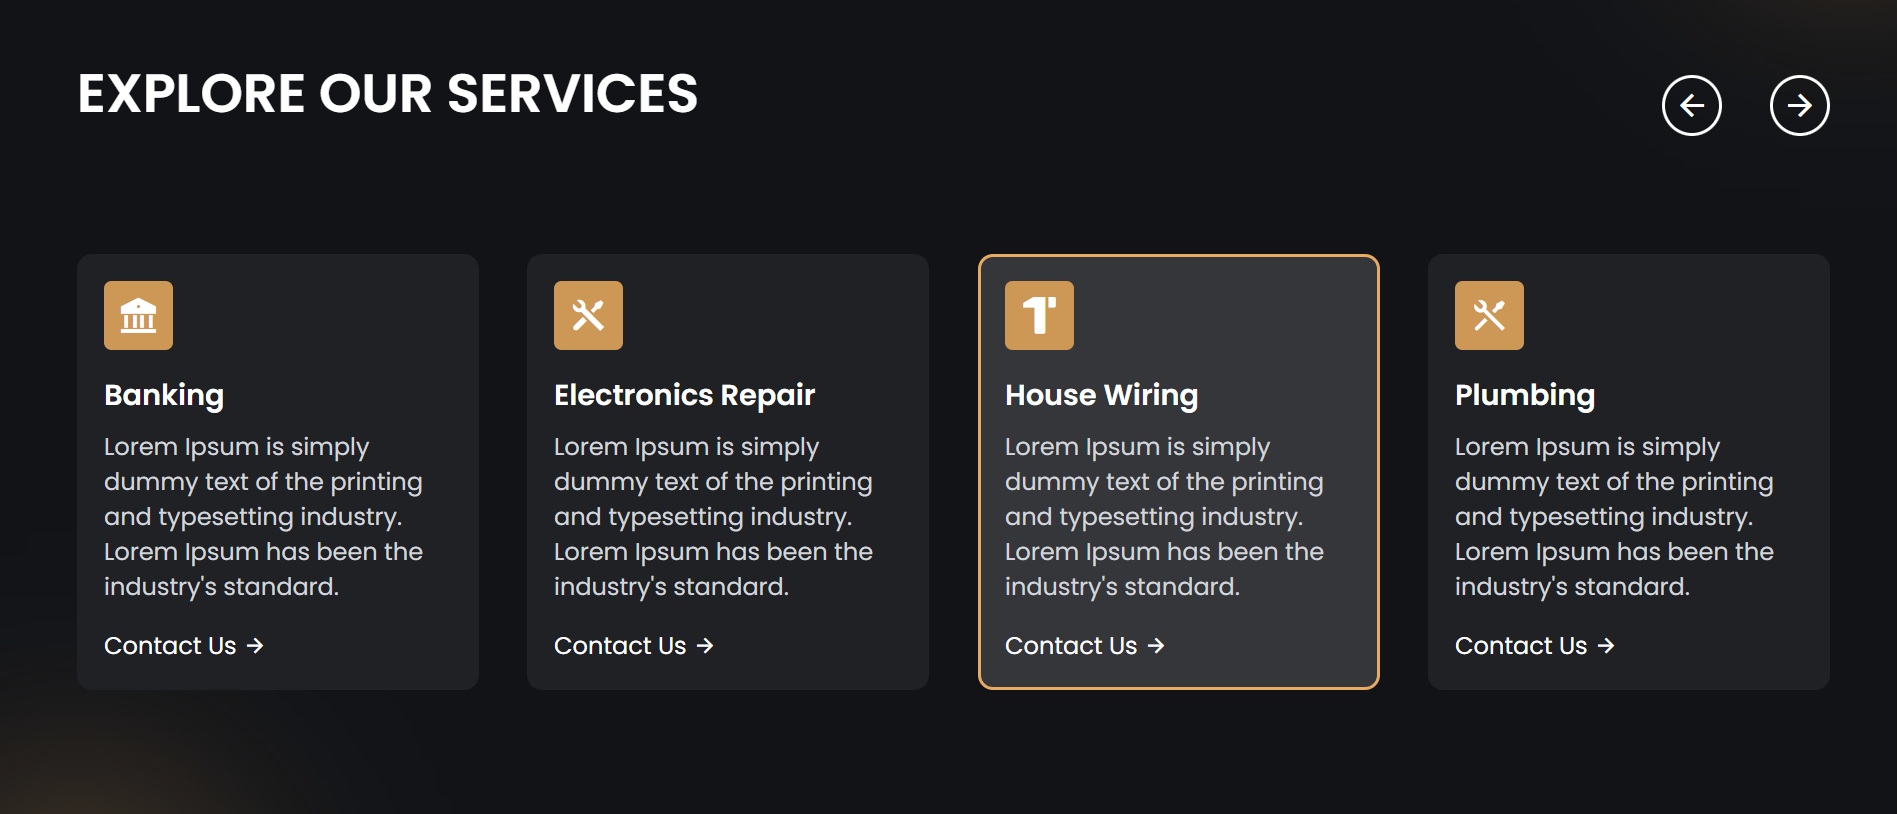 EXPLORE OUR SERVICES
Banking
Lorem Ipsum is simply
dummy text of the printing
and typesetting industry.
Lorem Ipsum has been the
industry's standard.
Contact Us →
Electronics Repair
Lorem Ipsum is simply
dummy text of the printing
and typesetting industry.
Lorem Ipsum has been the
industry's standard.
Contact Us →
House Wiring
Lorem Ipsum is simply
dummy text of the printing
and typesetting industry.
Lorem Ipsum has been the
industry's standard.
Contact Us →
Plumbing
Lorem Ipsum is simply
dummy text of the printing
and typesetting industry.
Lorem Ipsum has been the
industry's standard.
Contact Us →